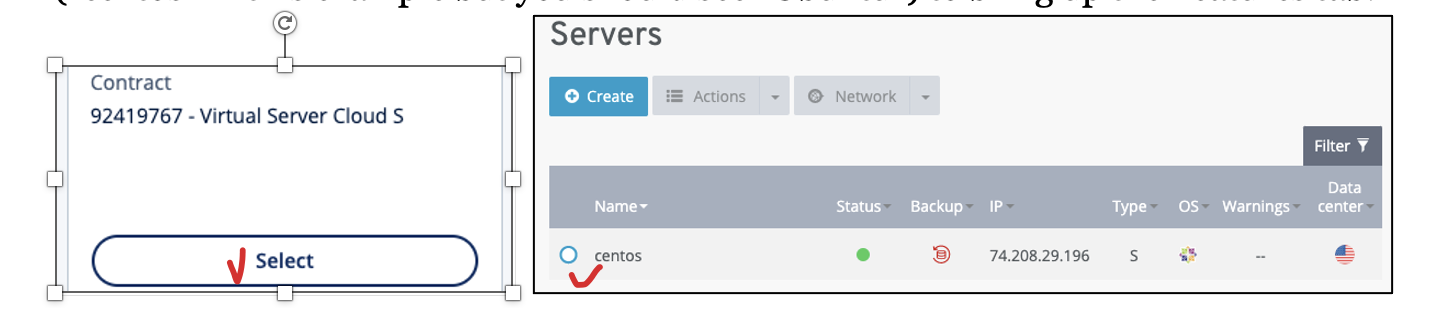 Contract
92419767 - Virtual Server Cloud S
Select
Servers
Create Actions Network
Filter
Name Status Backup IP Type OS Warnings Data center
centos 74.208.29.196 S --